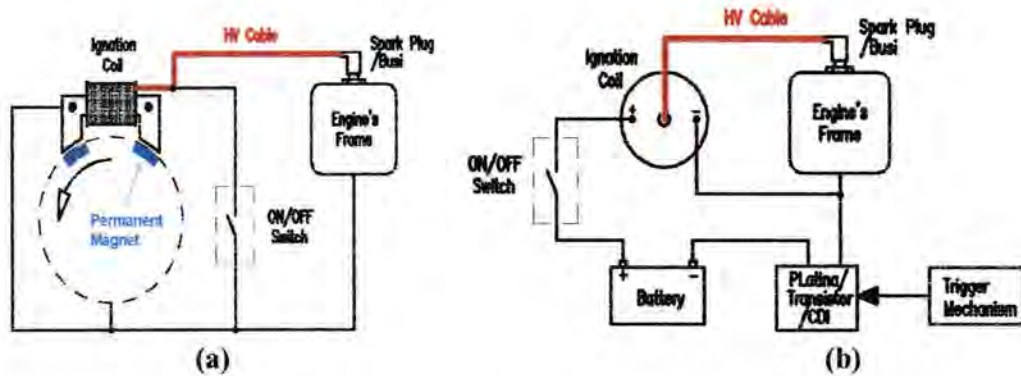 Ignation
Coil
HV Cable
Spark Plug
/Busi
Engine's
Frame
Permanent
Magnet
ON/OFF
Switch
(a)
Ignation
Coil
HV Cable
Spark Plug
/Busi
+
-
Engine's
Frame
ON/OFF
Switch
+ -
Battery
PLatina/
Transistor
/CDI
Trigger
Mechanism
(b)